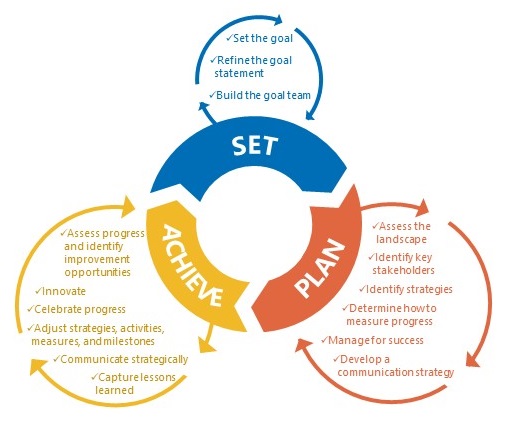 ✓Set the goal
✓Refine the goal
statement
✓Build the goal team
SET
PLAN
✓Assess the
landscape
✓Identify key
stakeholders
✓Identify strategies
✓Determine how to
measure progress
✓Manage for success
✓Develop a
communication strategy
ACHIEVE
✓Assess progress
and identify
improvement
opportunities
✓Innovate
✓Celebrate progress
✓Adjust strategies, activities,
measures, and milestones
✓Communicate strategically
✓Capture lessons
learned